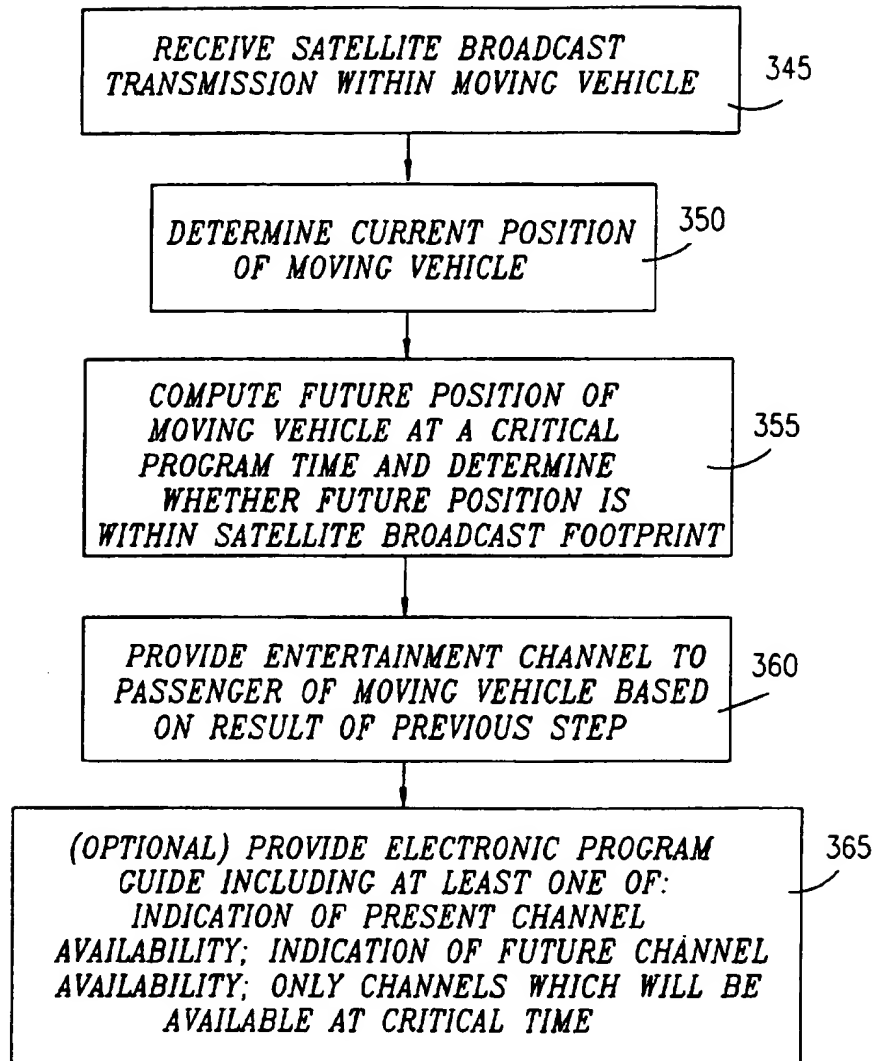 RECEIVE SATELLITE BROADCAST
TRANSMISSION WITHIN MOVING VEHICLE
345
DETERMINE CURRENT POSITION
OF MOVING VEHICLE
350
COMPUTE FUTURE POSITION OF
MOVING VEHICLE AT A CRITICAL
PROGRAM TIME AND DETERMINE
WHETHER FUTURE POSITION IS
WITHIN SATELLITE BROADCAST FOOTPRINT
355
PROVIDE ENTERTAINMENT CHANNEL TO
PASSENGER OF MOVING VEHICLE BASED
ON RESULT OF PREVIOUS STEP
360
(OPTIONAL) PROVIDE ELECTRONIC PROGRAM
GUIDE INCLUDING AT LEAST ONE OF:
INDICATION OF PRESENT CHANNEL
AVAILABILITY; INDICATION OF FUTURE CHANNEL
AVAILABILITY; ONLY CHANNELS WHICH WILL BE
AVAILABLE AT CRITICAL TIME
365